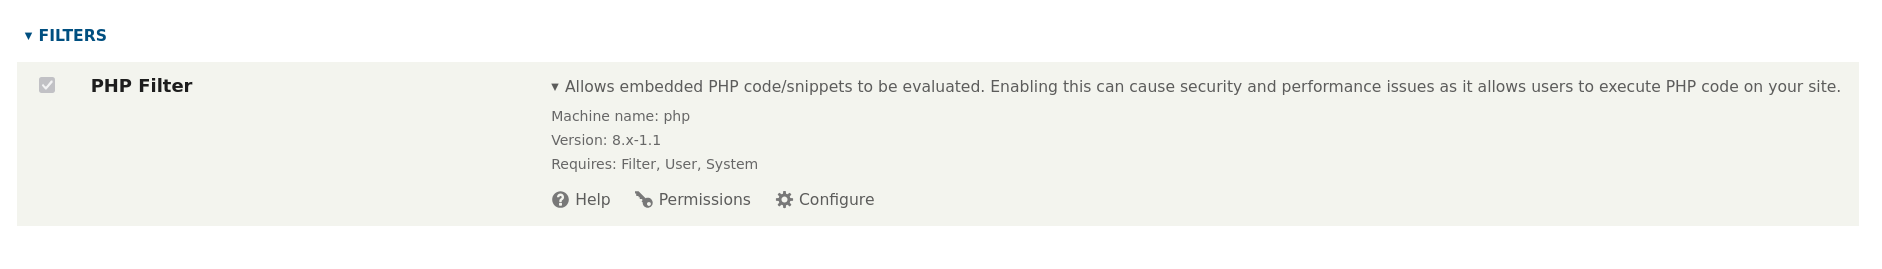 ▾ FILTERS
PHP Filter
▾ Allows embedded PHP code/snippets to be evaluated. Enabling this can cause security and performance issues as it allows users to execute PHP code on your site.
Machine name: php
Version: 8.x-1.1
Requires: Filter, User, System
Help Permissions Configure